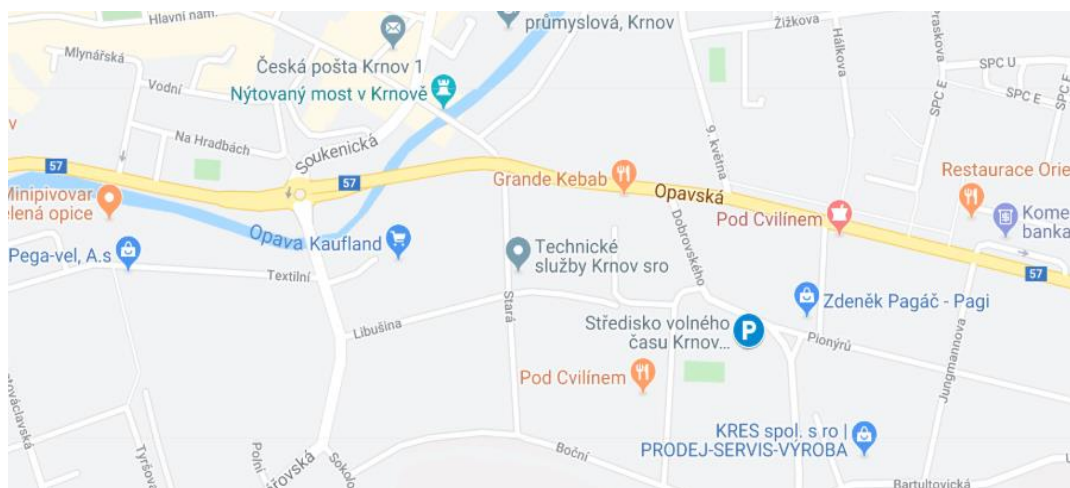 Hlavní nám.
průmyslová, Krnov
Žižkova
Praskova
Mlynářská
Česká pošta Krnov 1
Hálkova
SPC U
Vodní
Nýtovaný most v Krnově
SPC E
SPC E
v
Na Hradbách
Soukenická
9. května
57
57
Grande Kebab
Opavská
Restaurace Orie
Minipivovar
elená opice
Opava
Kaufland
Dobrovského
Pod Cvilínem
Kome
banka
Pega-vel, A.s
Technické
služby Krnov sro
57
Textilní
Stará
Zdeněk Pagáč - Pagi
Libušina
Středisko volného
času Krnov...
P
Pionýrů
Jungmannova
Pod Cvilínem
KRES spol. s ro |
PRODEJ-SERVIS-VÝROBA
Boční
Tyršova
Polní
Bartultovická